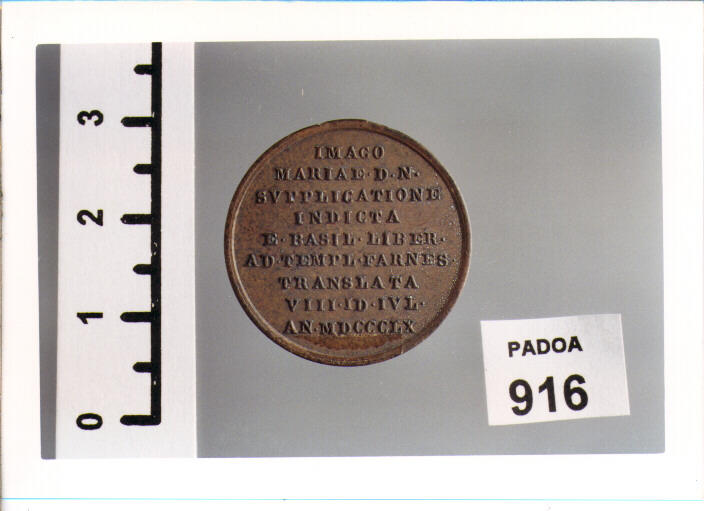 IMAGO
MARIAE·D·N·
SVPPLICATIONE
INDICTA
E·BASIL·LIBER·
AD·TEMPL·FARNES·
TRANSLATA
VIII·ID·IVL·
AN·MDCCCLX
3
2
1
0
PADOA
916